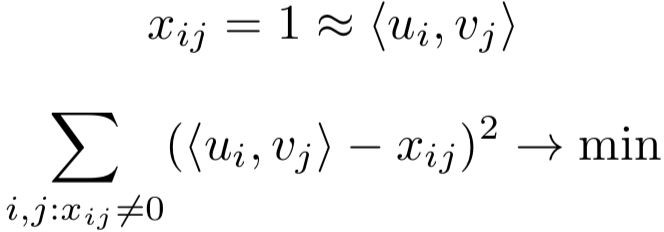 x_{ij} = 1 ≈ ⟨u_i, v_j⟩
∑_{i,j:x_{ij}≠0} (⟨u_i, v_j⟩ − x_{ij})^2 → min